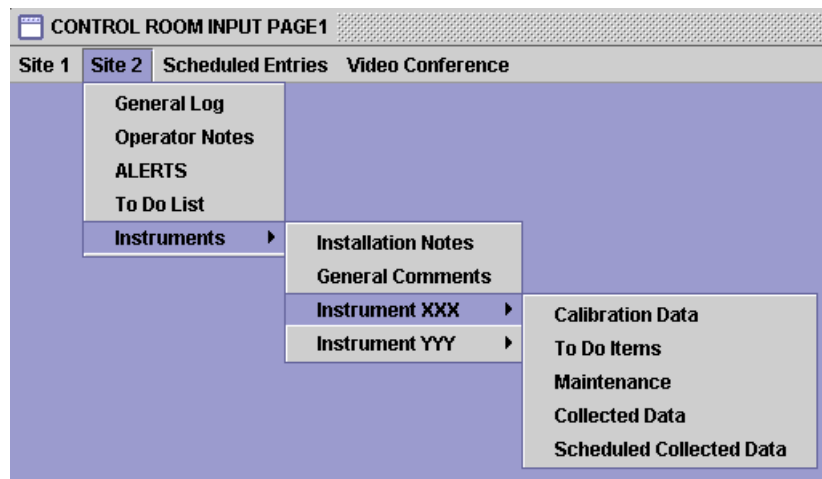 CONTROL ROOM INPUT PAGE1
Site 1 Site 2 Scheduled Entries Video Conference
General Log
Operator Notes
ALERTS
To Do List
Instruments
Installation Notes
General Comments
Instrument XXX
Instrument YYY
Calibration Data
To Do Items
Maintenance
Collected Data
Scheduled Collected Data